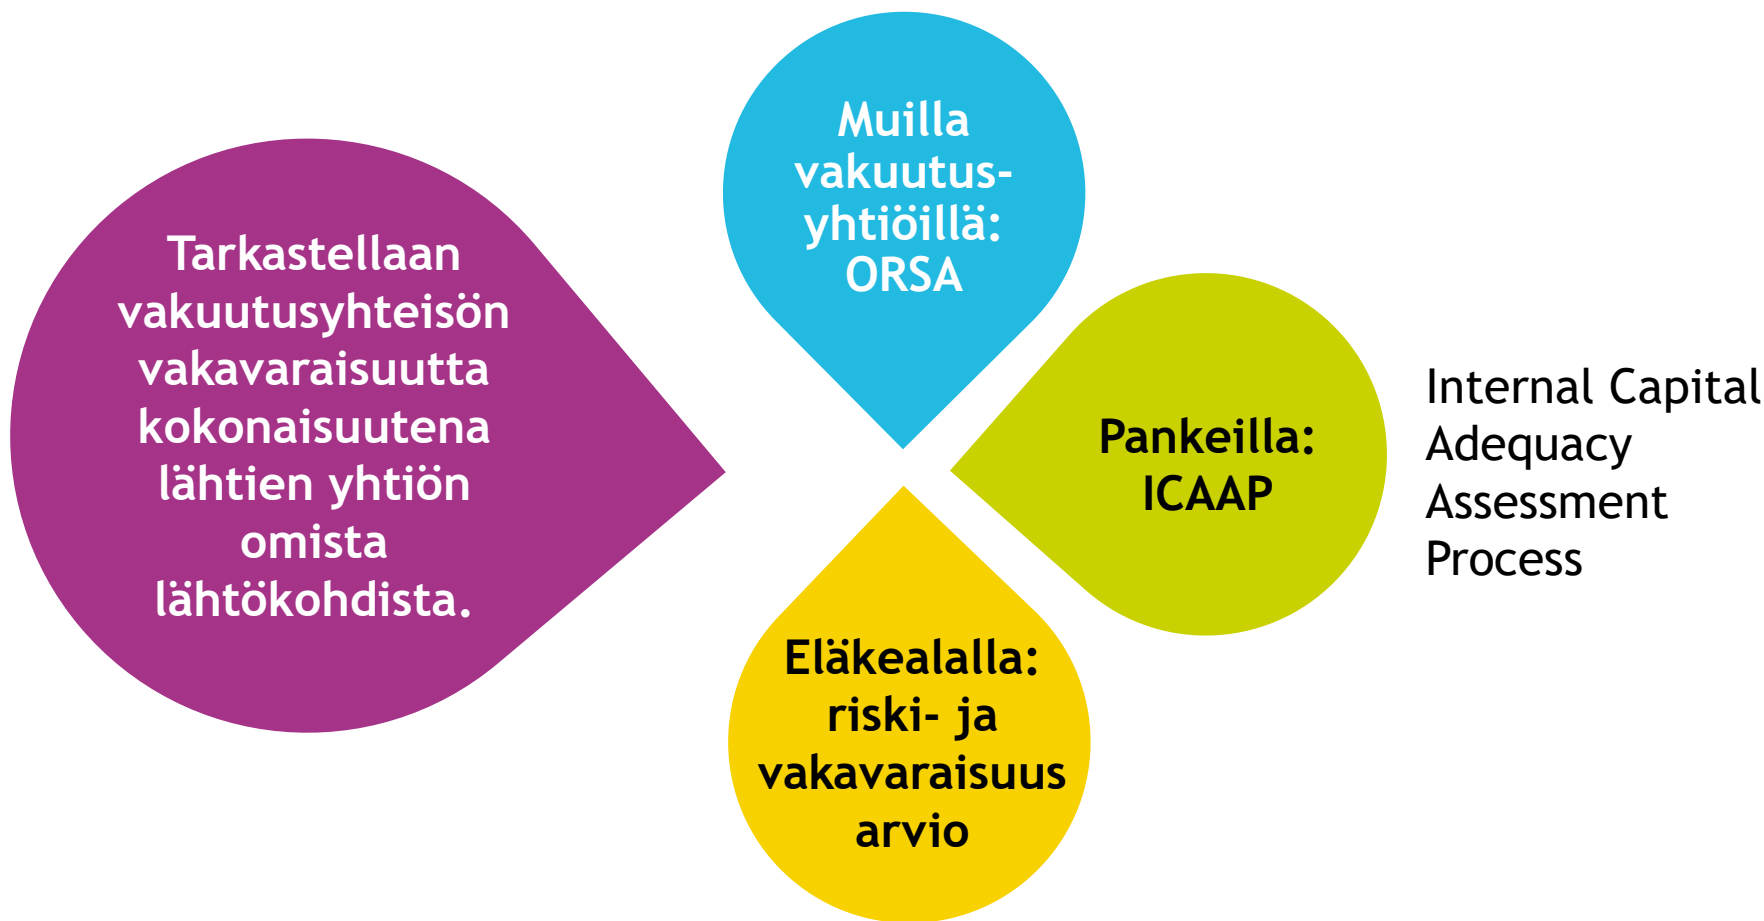 Tarkastellaan
vakuutusyhteisön
vakavaraisuutta
kokonaisuutena
lähtien yhtiön
omista
lähtökohdista.
Muilla
vakuutus-
yhtiöillä:
ORSA
Pankeilla:
ICAAP
Internal Capital
Adequacy
Assessment
Process
Eläkealalla:
riski- ja
vakavaraisuus
arvio